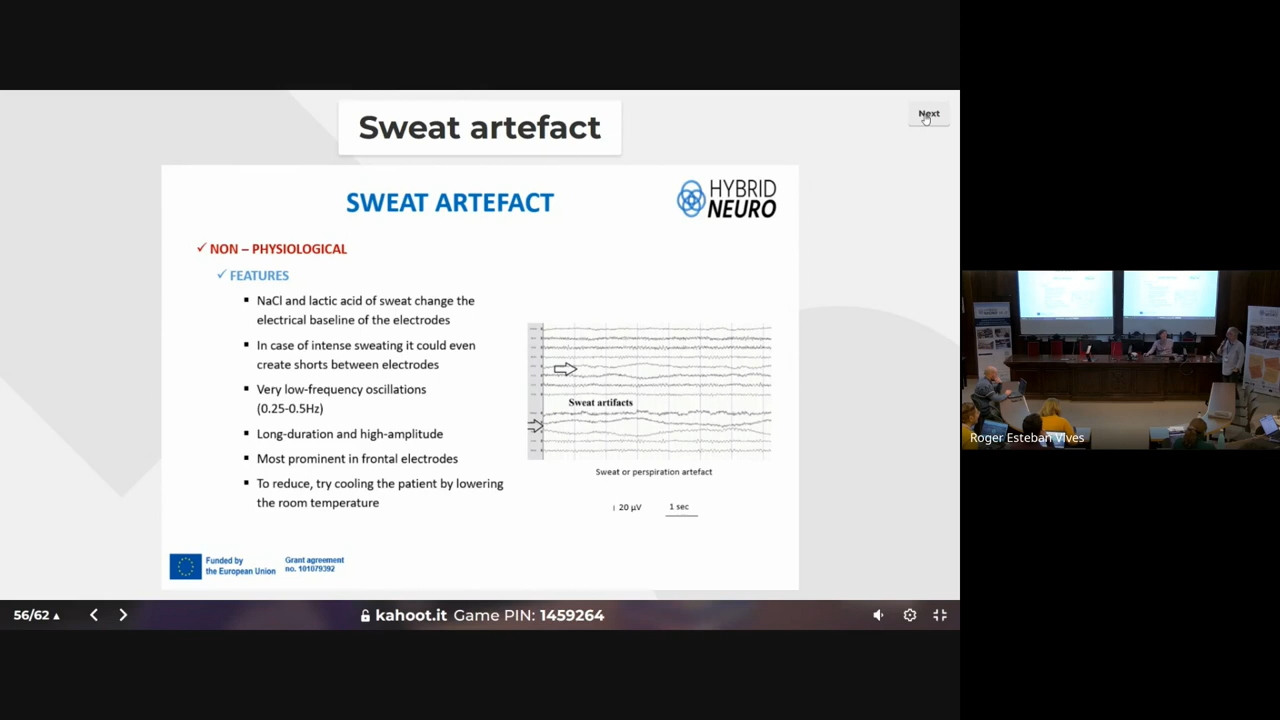 Sweat artefact
Next
SWEAT ARTEFACT
HYBRID
NEURO
NON – PHYSIOLOGICAL
FEATURES
NaCl and lactic acid of sweat change the
electrical baseline of the electrodes
In case of intense sweating it could even
create shorts between electrodes
Very low-frequency oscillations
(0.25-0.5Hz)
Long-duration and high-amplitude
Most prominent in frontal electrodes
To reduce, try cooling the patient by lowering
the room temperature
Sweat artifacts
Sweat or perspiration artefact
20 µV
1 sec
Funded by
the European Union
Grant agreement
no. 101079392
56/62
kahoot.it Game PIN: 1459264
Roger Esteban Vives